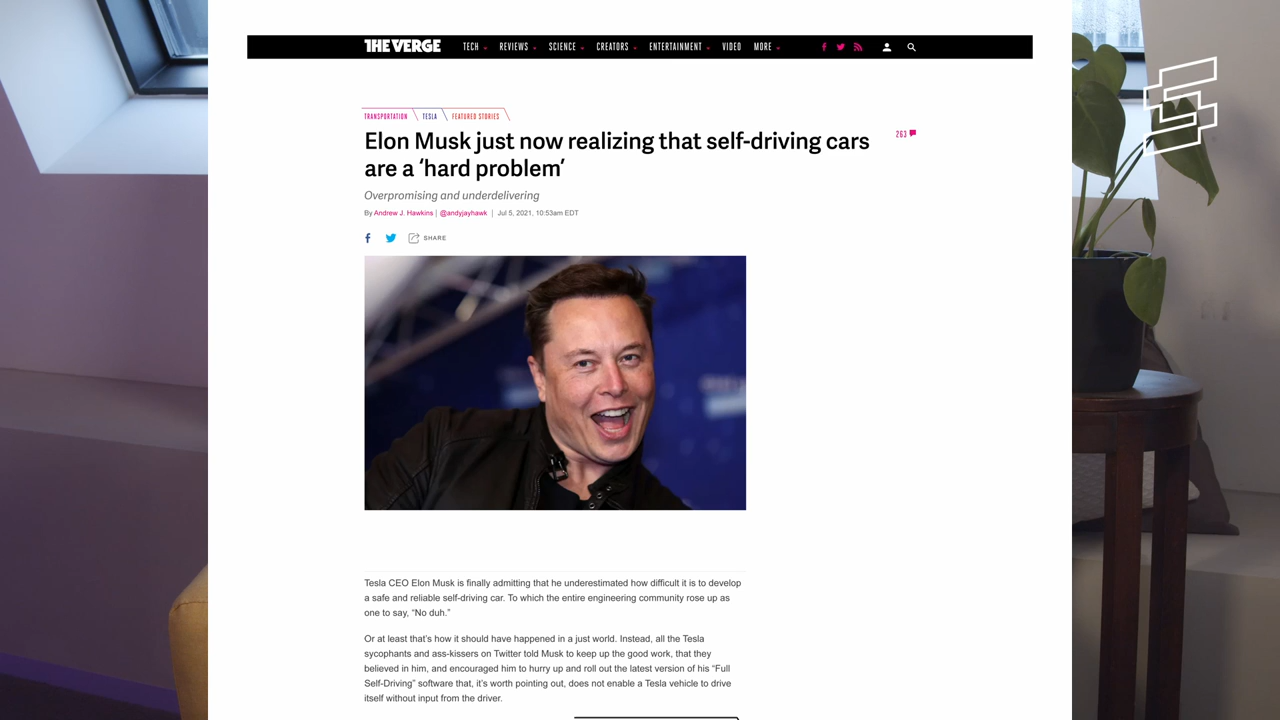 THE VERGE
TECH REVIEWS SCIENCE CREATORS ENTERTAINMENT VIDEO MORE
TRANSPORTATION TESLA FEATURED STORIES
Elon Musk just now realizing that self-driving cars
are a ‘hard problem’
263
Overpromising and underdelivering
By Andrew J. Hawkins | @andyjayhawk | Jul 5, 2021, 10:53am EDT
SHARE
Tesla CEO Elon Musk is finally admitting that he underestimated how difficult it is to develop
a safe and reliable self-driving car. To which the entire engineering community rose up as
one to say, “No duh.”
Or at least that’s how it should have happened in a just world. Instead, all the Tesla
sycophants and ass-kissers on Twitter told Musk to keep up the good work, that they
believed in him, and encouraged him to hurry up and roll out the latest version of his “Full
Self-Driving” software that, it’s worth pointing out, does not enable a Tesla vehicle to drive
itself without input from the driver.